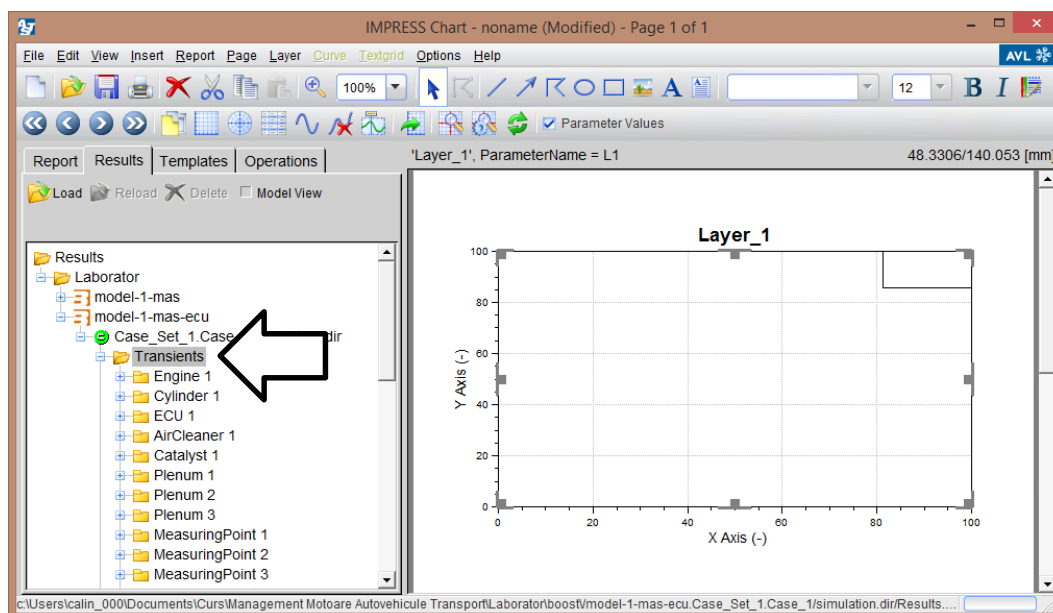 IMPRESS Chart - noname (Modified) - Page 1 of 1
File Edit View Insert Report Page Layer Curve Textgrid Options Help
AVL
100% A 12 B I
Parameter Values
Report Results Templates Operations
'Layer_1', ParameterName = L1 48.3306/140.053 [mm]
Load Reload Delete Model View
Results
Laborator
model-1-mas
model-1-mas-ecu
Case_Set_1.Case dir
Transients
Engine 1
Cylinder 1
ECU 1
AirCleaner 1
Catalyst 1
Plenum 1
Plenum 2
Plenum 3
MeasuringPoint 1
MeasuringPoint 2
MeasuringPoint 3
Layer_1
100
80
60
40
20
0
Y Axis (-)
0 20 40 60 80 100
X Axis (-)
c:\Users\calin_000\Documents\Curs\Management Motoare Autovehicule Transport\Laborator\boost\/model-1-mas-ecu.Case_Set_1.Case_1/simulation.dir/Results....